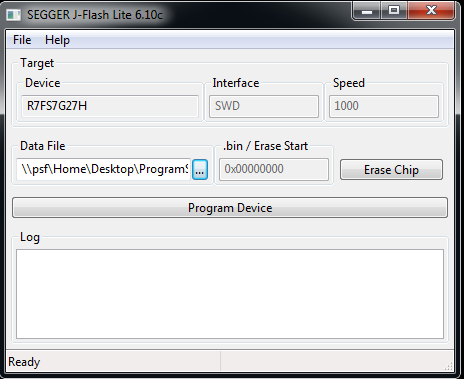 SEGGER J-Flash Lite 6.10c
File Help
Target
Device Interface Speed
R7FS7G27H SWD 1000
Data File .bin / Erase Start
\\psf\Home\Desktop\Program ... 0x00000000 Erase Chip
Program Device
Log
Ready